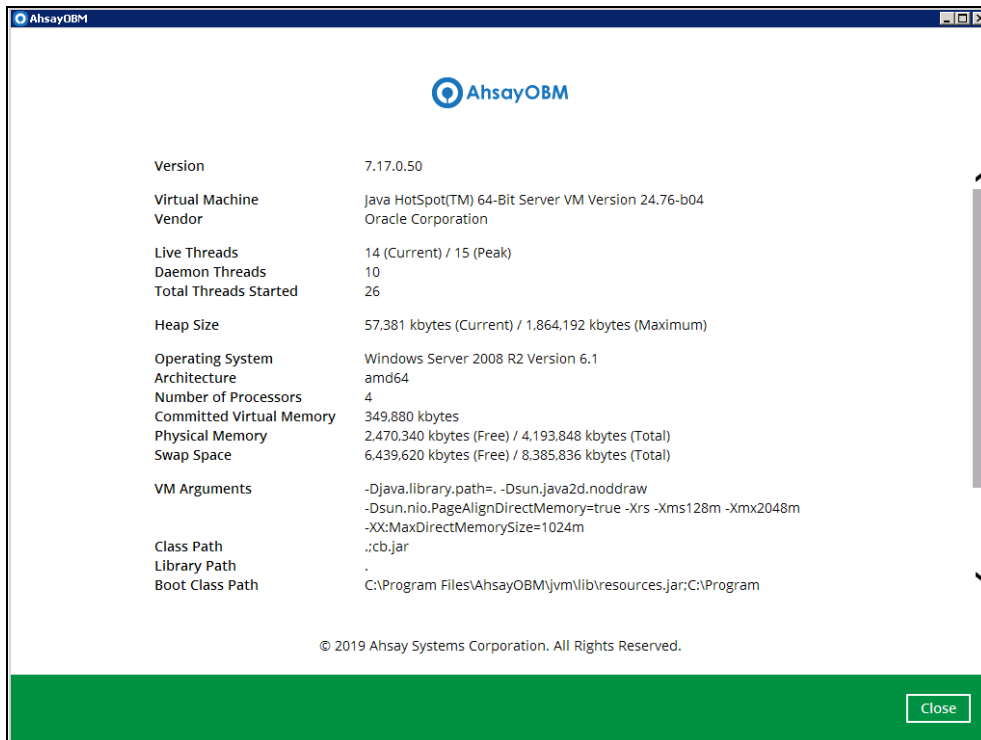 AhsayOBM
AhsayOBM
Version 7.17.0.50
Virtual Machine Java HotSpot(TM) 64-Bit Server VM Version 24.76-b04
Vendor Oracle Corporation
Live Threads 14 (Current) / 15 (Peak)
Daemon Threads 10
Total Threads Started 26
Heap Size 57,381 kbytes (Current) / 1,864,192 kbytes (Maximum)
Operating System Windows Server 2008 R2 Version 6.1
Architecture amd64
Number of Processors 4
Committed Virtual Memory 349,880 kbytes
Physical Memory 2,470,340 kbytes (Free) / 4,193,848 kbytes (Total)
Swap Space 6,439,620 kbytes (Free) / 8,385,836 kbytes (Total)
VM Arguments -Djava.library.path=. -Dsun.java2d.noddraw
-Dsun.nio.PageAlignDirectMemory=true -Xrs -Xms128m -Xmx2048m
-XX:MaxDirectMemorySize=1024m
Class Path .;cb.jar
Library Path .
Boot Class Path C:\Program Files\AhsayOBM\jvm\lib\resources.jar;C:\Program
© 2019 Ahsay Systems Corporation. All Rights Reserved.
Close